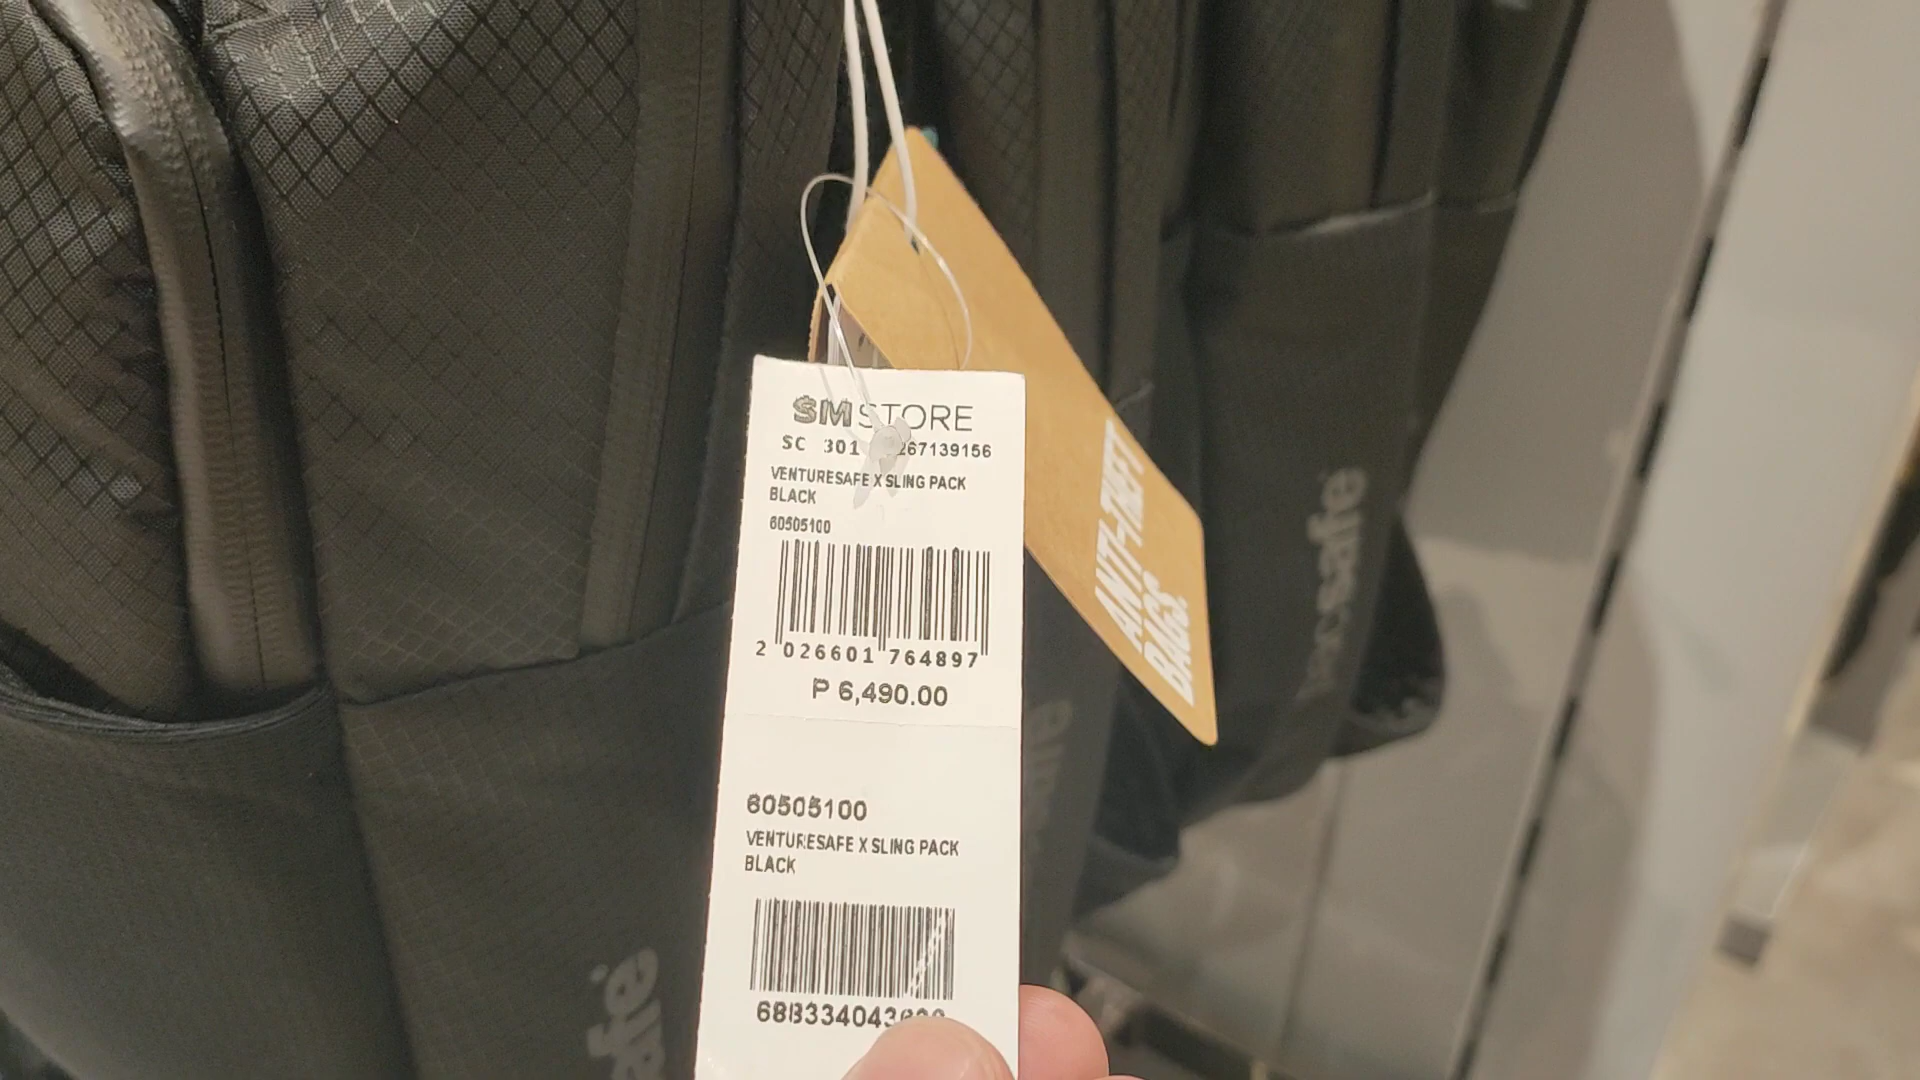 SMSTORE
SC 301 267139156
VENTURESAFE X SLING PACK
BLACK
60505100
2 026601 764897
₱ 6,490.00
60505100
VENTURESAFE X SLING PACK
BLACK
ANTI-THEFT
BAGS.